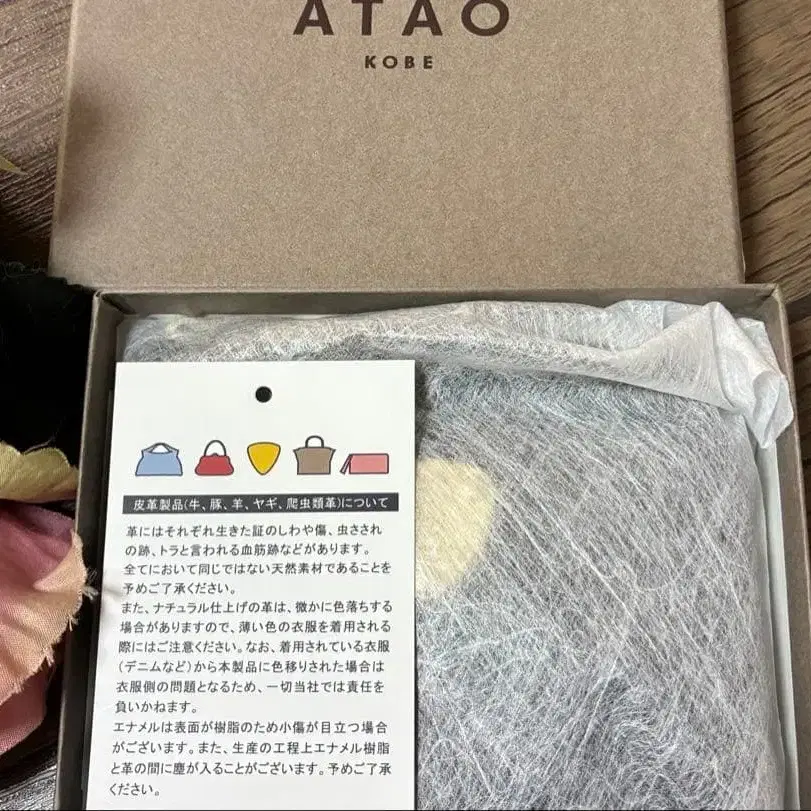 ATAO
KOBE
皮革製品(牛、豚、羊、ヤギ、爬虫類革)について
革にはそれぞれ生きた証のしわや傷、虫さされ
の跡、トラと言われる血筋跡などがあります。
全てにおいて同じではない天然素材であることを
予めご了承ください。
また、ナチュラル仕上げの革は、微かに色落ちする
場合がありますので、薄い色の衣服を着用される
際にはご注意ください。なお、着用されている衣服
(デニムなど)から本製品に色移りされた場合は
衣服側の問題となるため、一切当社では責任を
負いかねます。
エナメルは表面が樹脂のため小傷が目立つ場合
がございます。また、生産の工程上エナメル樹脂
と革の間に塵が入ることがございます。予めご了承
ください。